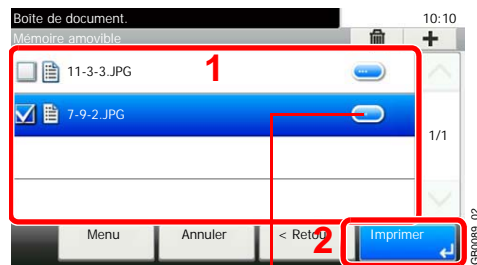 Boîte de document.
10:10
Mémoire amovible
1
11-3-3.JPG
7-9-2.JPG
1/1
Menu
Annuler
< Retour
2
Imprimer
GB0089_02